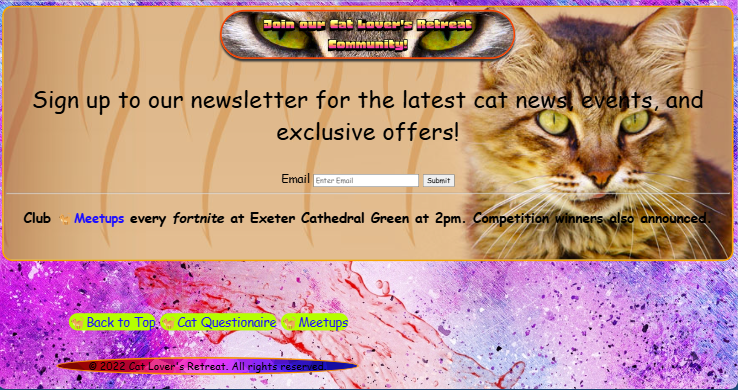 Join our Cat Lover's Retreat
Community!
Sign up to our newsletter for the latest cat news, events, and
exclusive offers!
Email Enter Email Submit
Club Meetups every fortnite at Exeter Cathedral Green at 2pm. Competition winners also announced.
Back to Top Cat Questionaire Meetups
© 2022 Cat Lover's Retreat. All rights reserved.